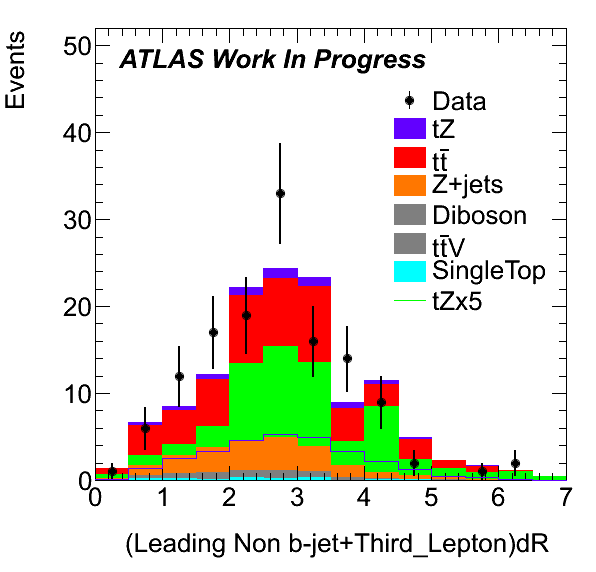 Events
50
40
30
20
10
0
ATLAS Work In Progress
Data
tZ
tt̄
Z+jets
Diboson
tt̄V
SingleTop
tZx5
0 1 2 3 4 5 6 7
(Leading Non b-jet+Third_Lepton)dR